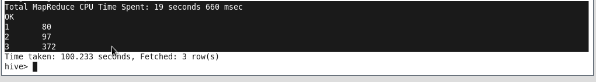 Total MapReduce CPU Time Spent: 19 seconds 660 msec
OK
1       80
2       97
3       372
Time taken: 100.233 seconds, Fetched: 3 row(s)
hive>